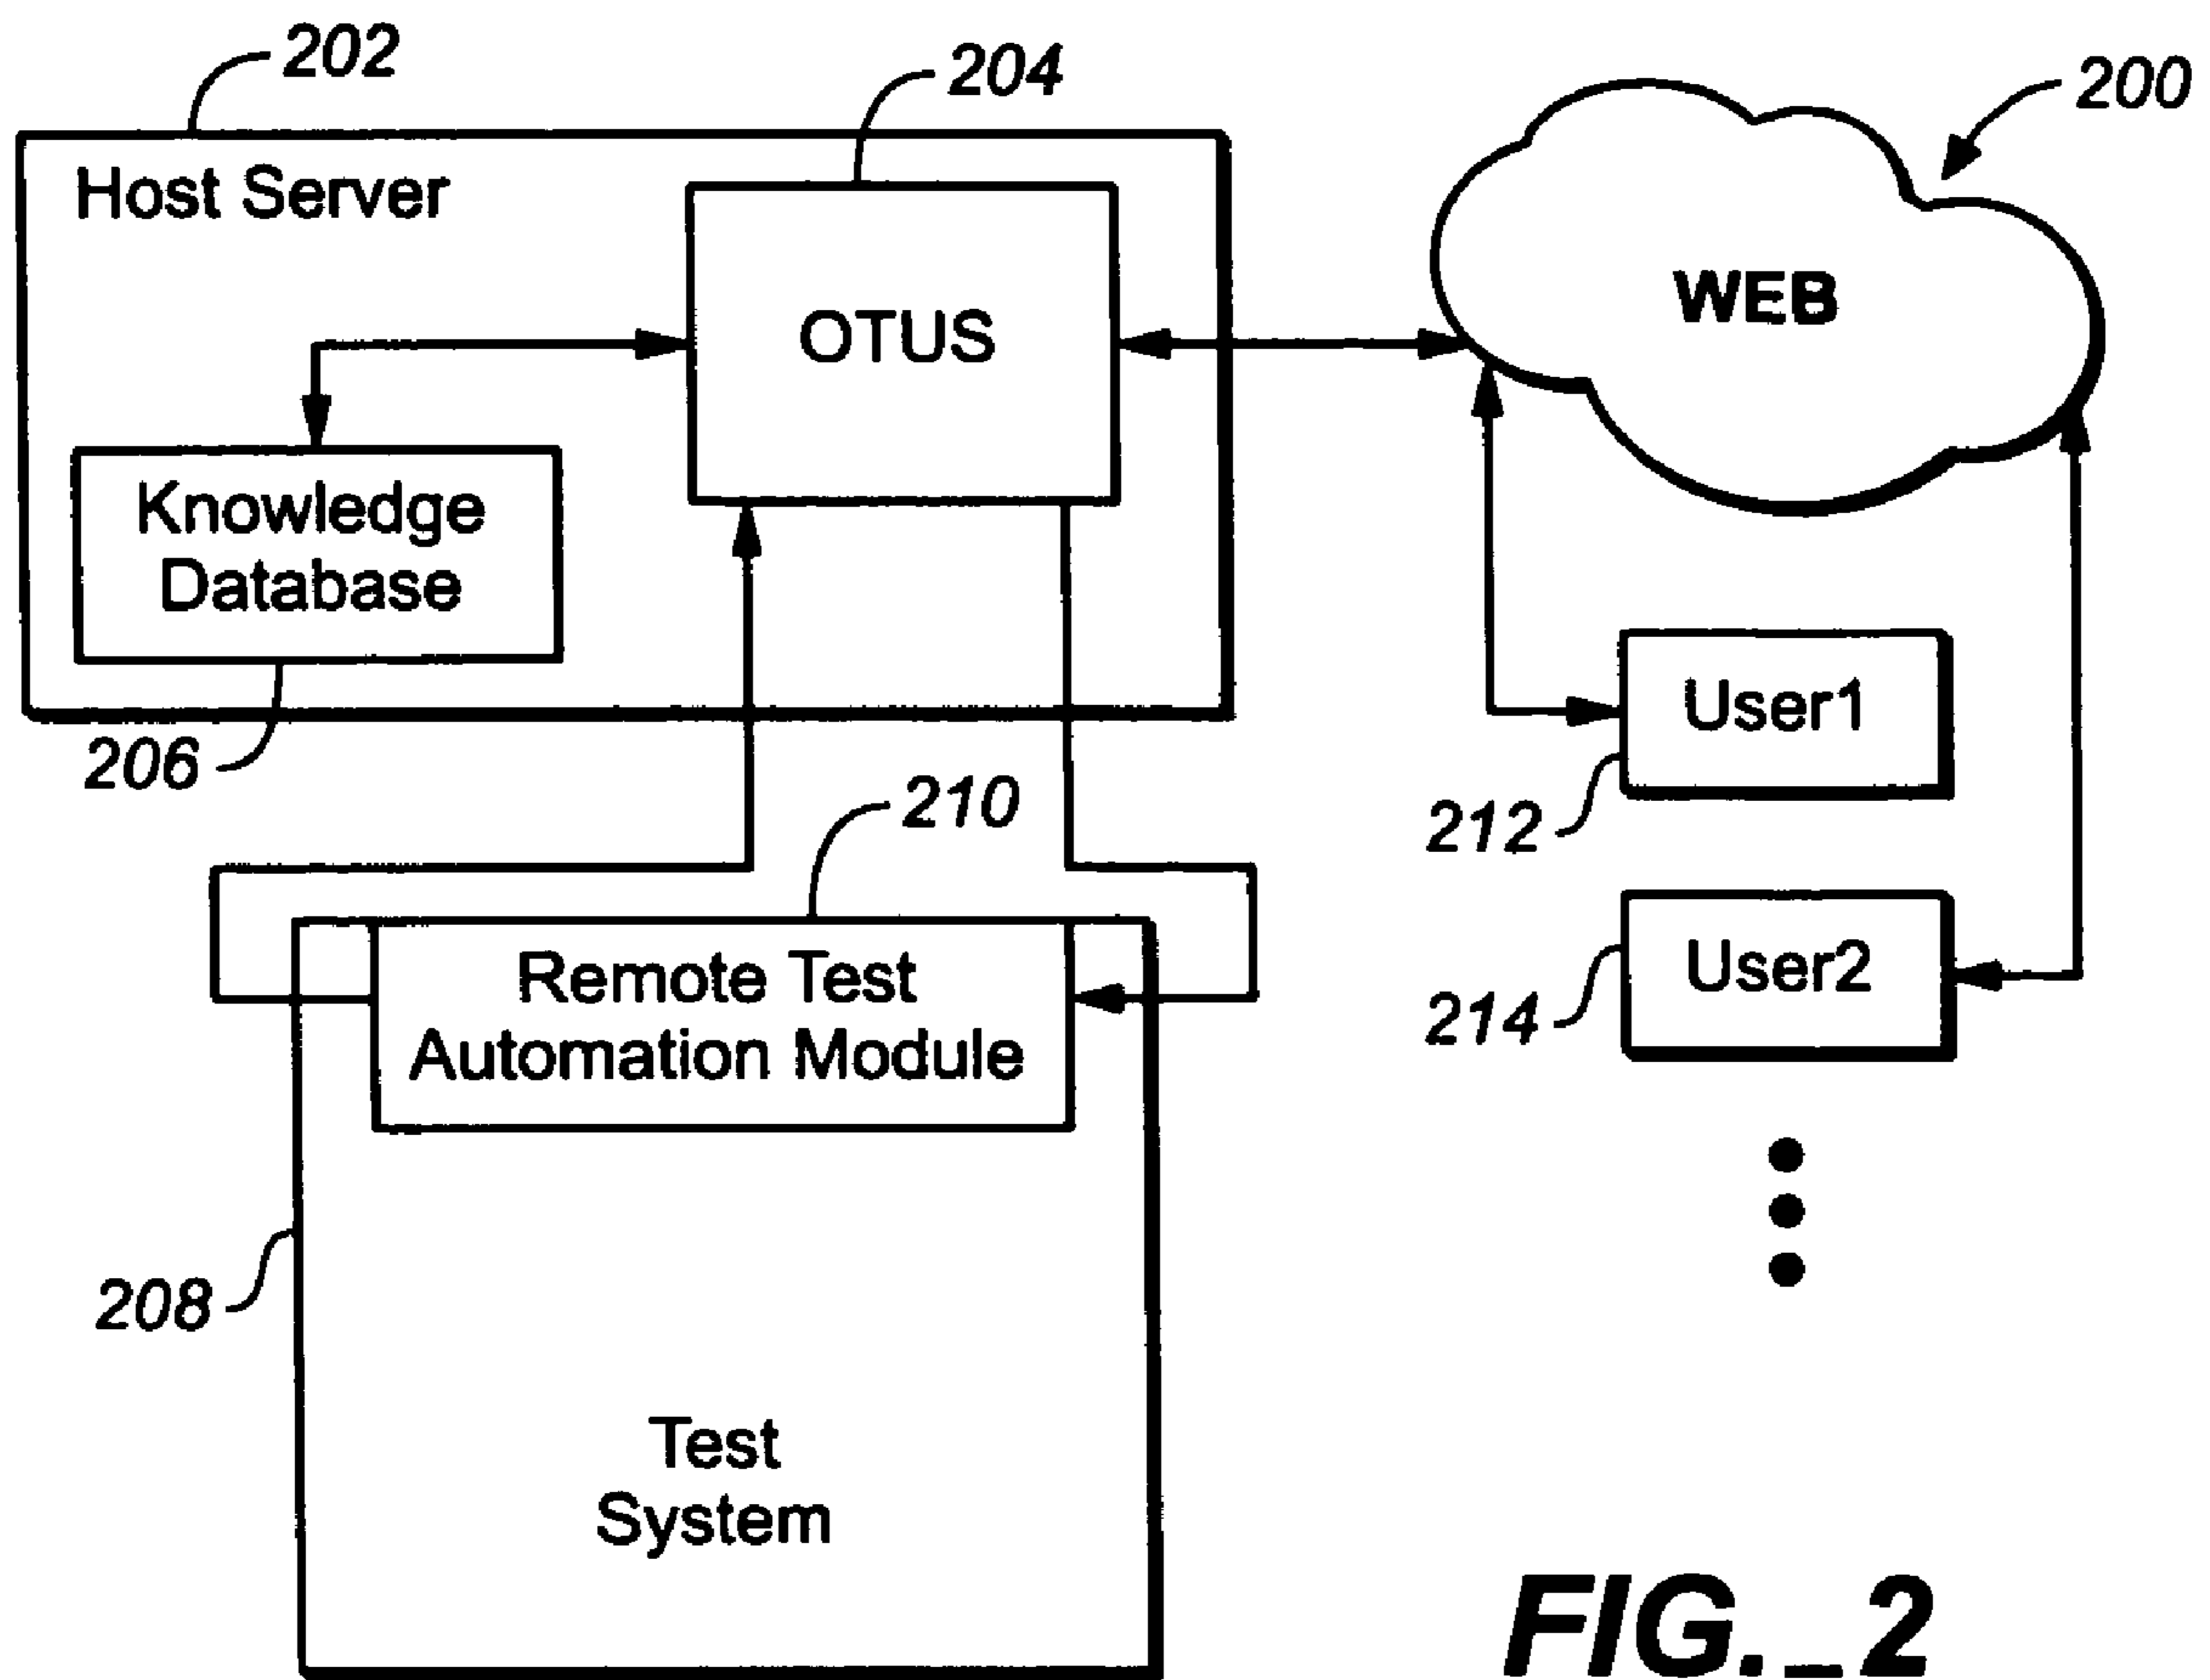 202
204
200
Host Server
WEB
OTUS
Knowledge
Database
User1
206
210
212
Remote Test
Automation Module
User2
214
208
Test
System
FIG._2